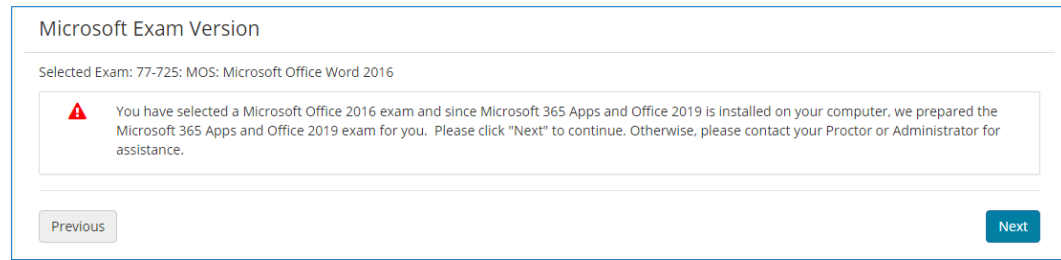 Microsoft Exam Version
Selected Exam: 77-725: MOS: Microsoft Office Word 2016
You have selected a Microsoft Office 2016 exam and since Microsoft 365 Apps and Office 2019 is installed on your computer, we prepared the
Microsoft 365 Apps and Office 2019 exam for you.  Please click "Next" to continue. Otherwise, please contact your Proctor or Administrator for
assistance.
Previous
Next